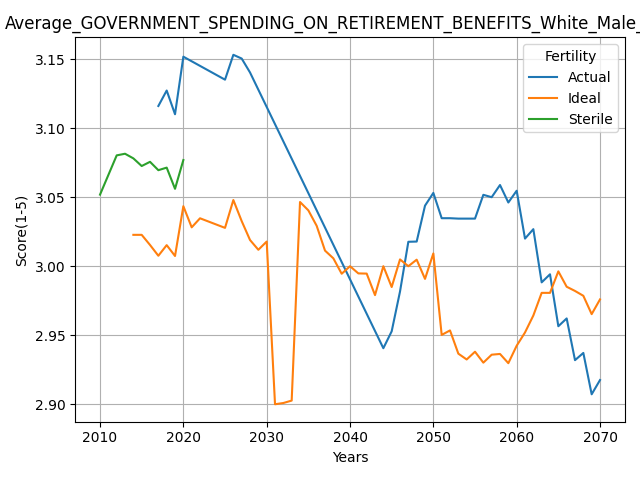 Average_GOVERNMENT_SPENDING_ON_RETIREMENT_BENEFITS_White_Male_
Fertility
Actual
Ideal
Sterile
Score(1-5)
3.15
3.10
3.05
3.00
2.95
2.90
2010 2020 2030 2040 2050 2060 2070
Years